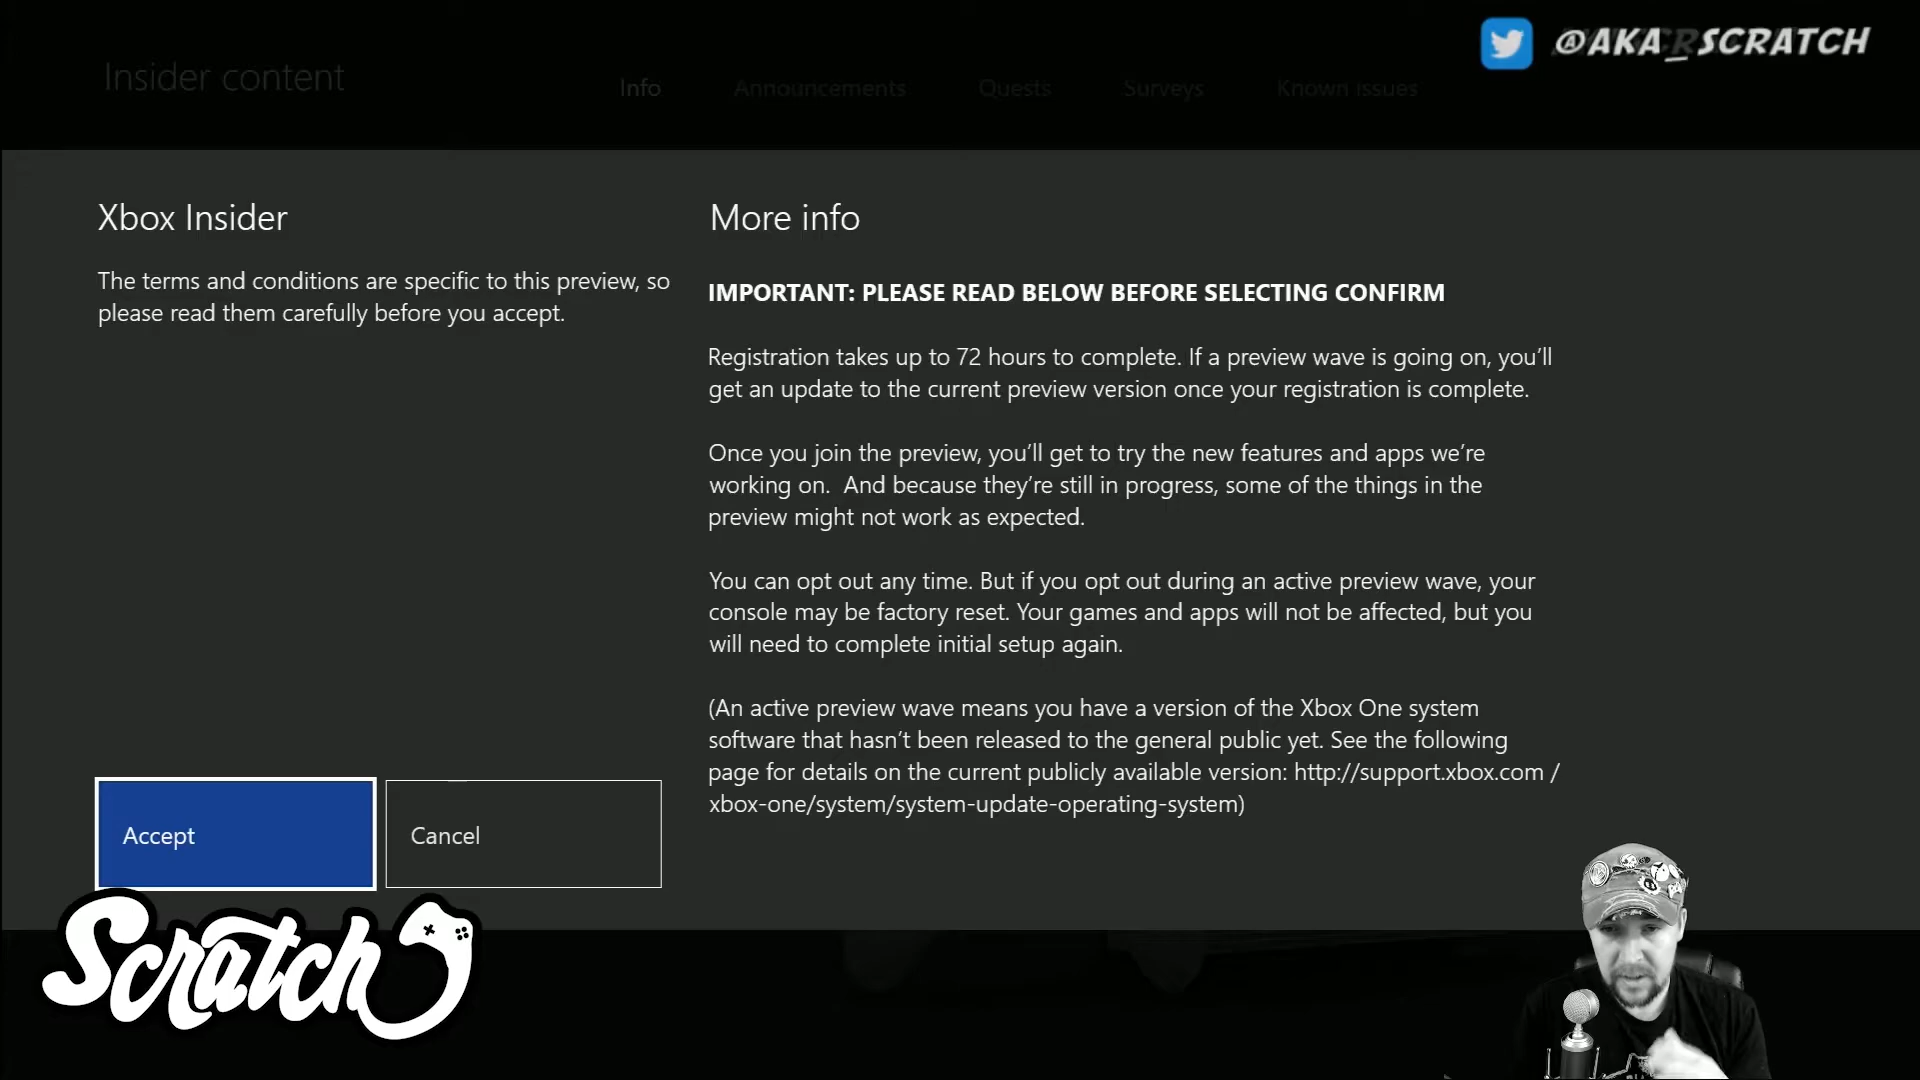 Insider content
Info
Announcements
Quests
Surveys
Known issues
@AKA_SCRATCH
Xbox Insider
The terms and conditions are specific to this preview, so
please read them carefully before you accept.
Accept
Cancel
More info
IMPORTANT: PLEASE READ BELOW BEFORE SELECTING CONFIRM
Registration takes up to 72 hours to complete. If a preview wave is going on, you’ll
get an update to the current preview version once your registration is complete.
Once you join the preview, you’ll get to try the new features and apps we’re
working on.  And because they’re still in progress, some of the things in the
preview might not work as expected.
You can opt out any time. But if you opt out during an active preview wave, your
console may be factory reset. Your games and apps will not be affected, but you
will need to complete initial setup again.
(An active preview wave means you have a version of the Xbox One system
software that hasn’t been released to the general public yet. See the following
page for details on the current publicly available version: http://support.xbox.com /
xbox-one/system/system-update-operating-system)
Scratch